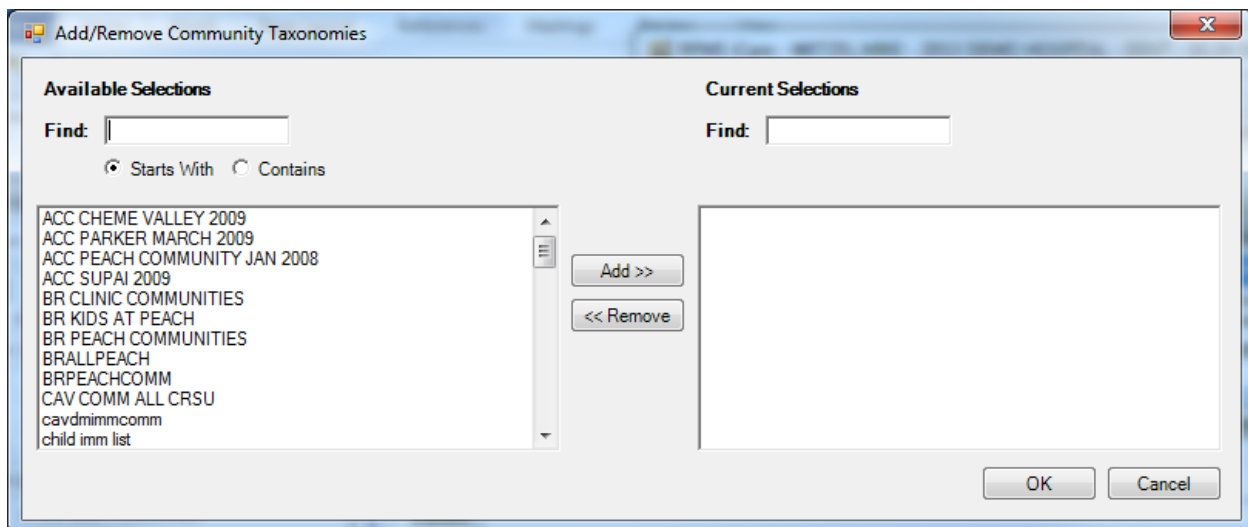 Add/Remove Community Taxonomies
Available Selections
Find:
Starts With Contains
ACC CHEME VALLEY 2009
ACC PARKER MARCH 2009
ACC PEACH COMMUNITY JAN 2008
ACC SUPAI 2009
BR CLINIC COMMUNITIES
BR KIDS AT PEACH
BR PEACH COMMUNITIES
BRALLPEACH
BRPEACHCOMM
CAV COMM ALL CRSU
cavdmimmcomm
child imm list
Add >>
<< Remove
Current Selections
Find:
OK Cancel